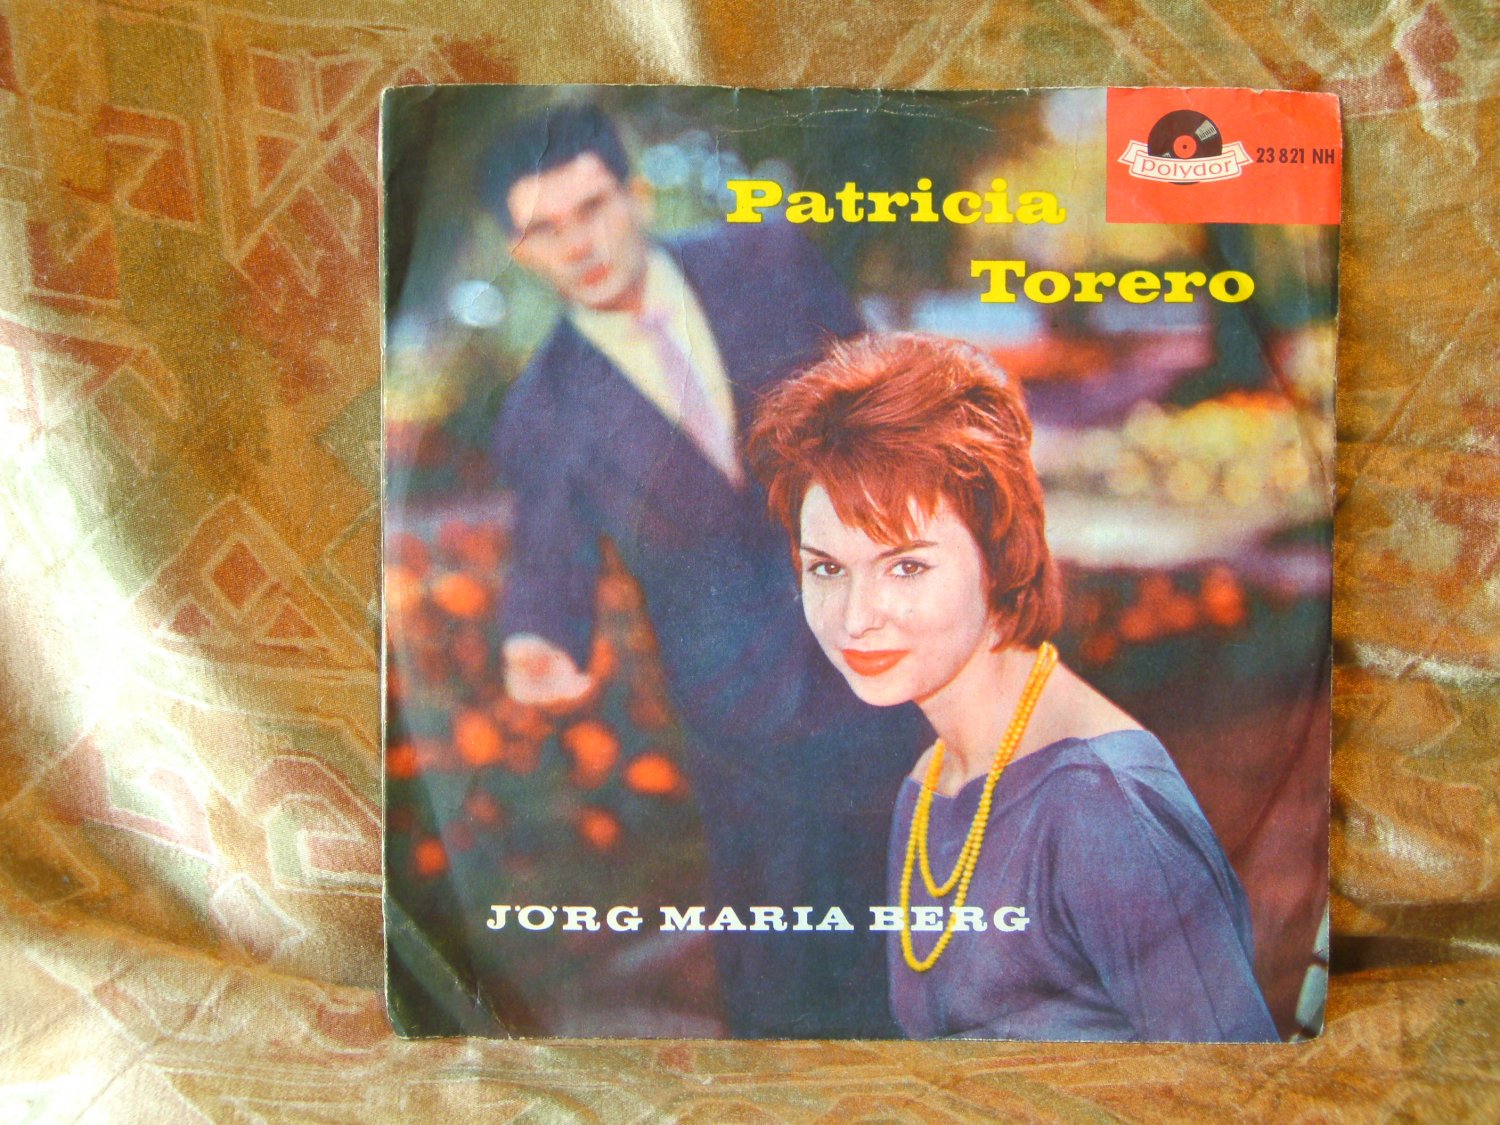 polydor
23 821 NH
Patricia
Torero
JÖRG MARIA BERG